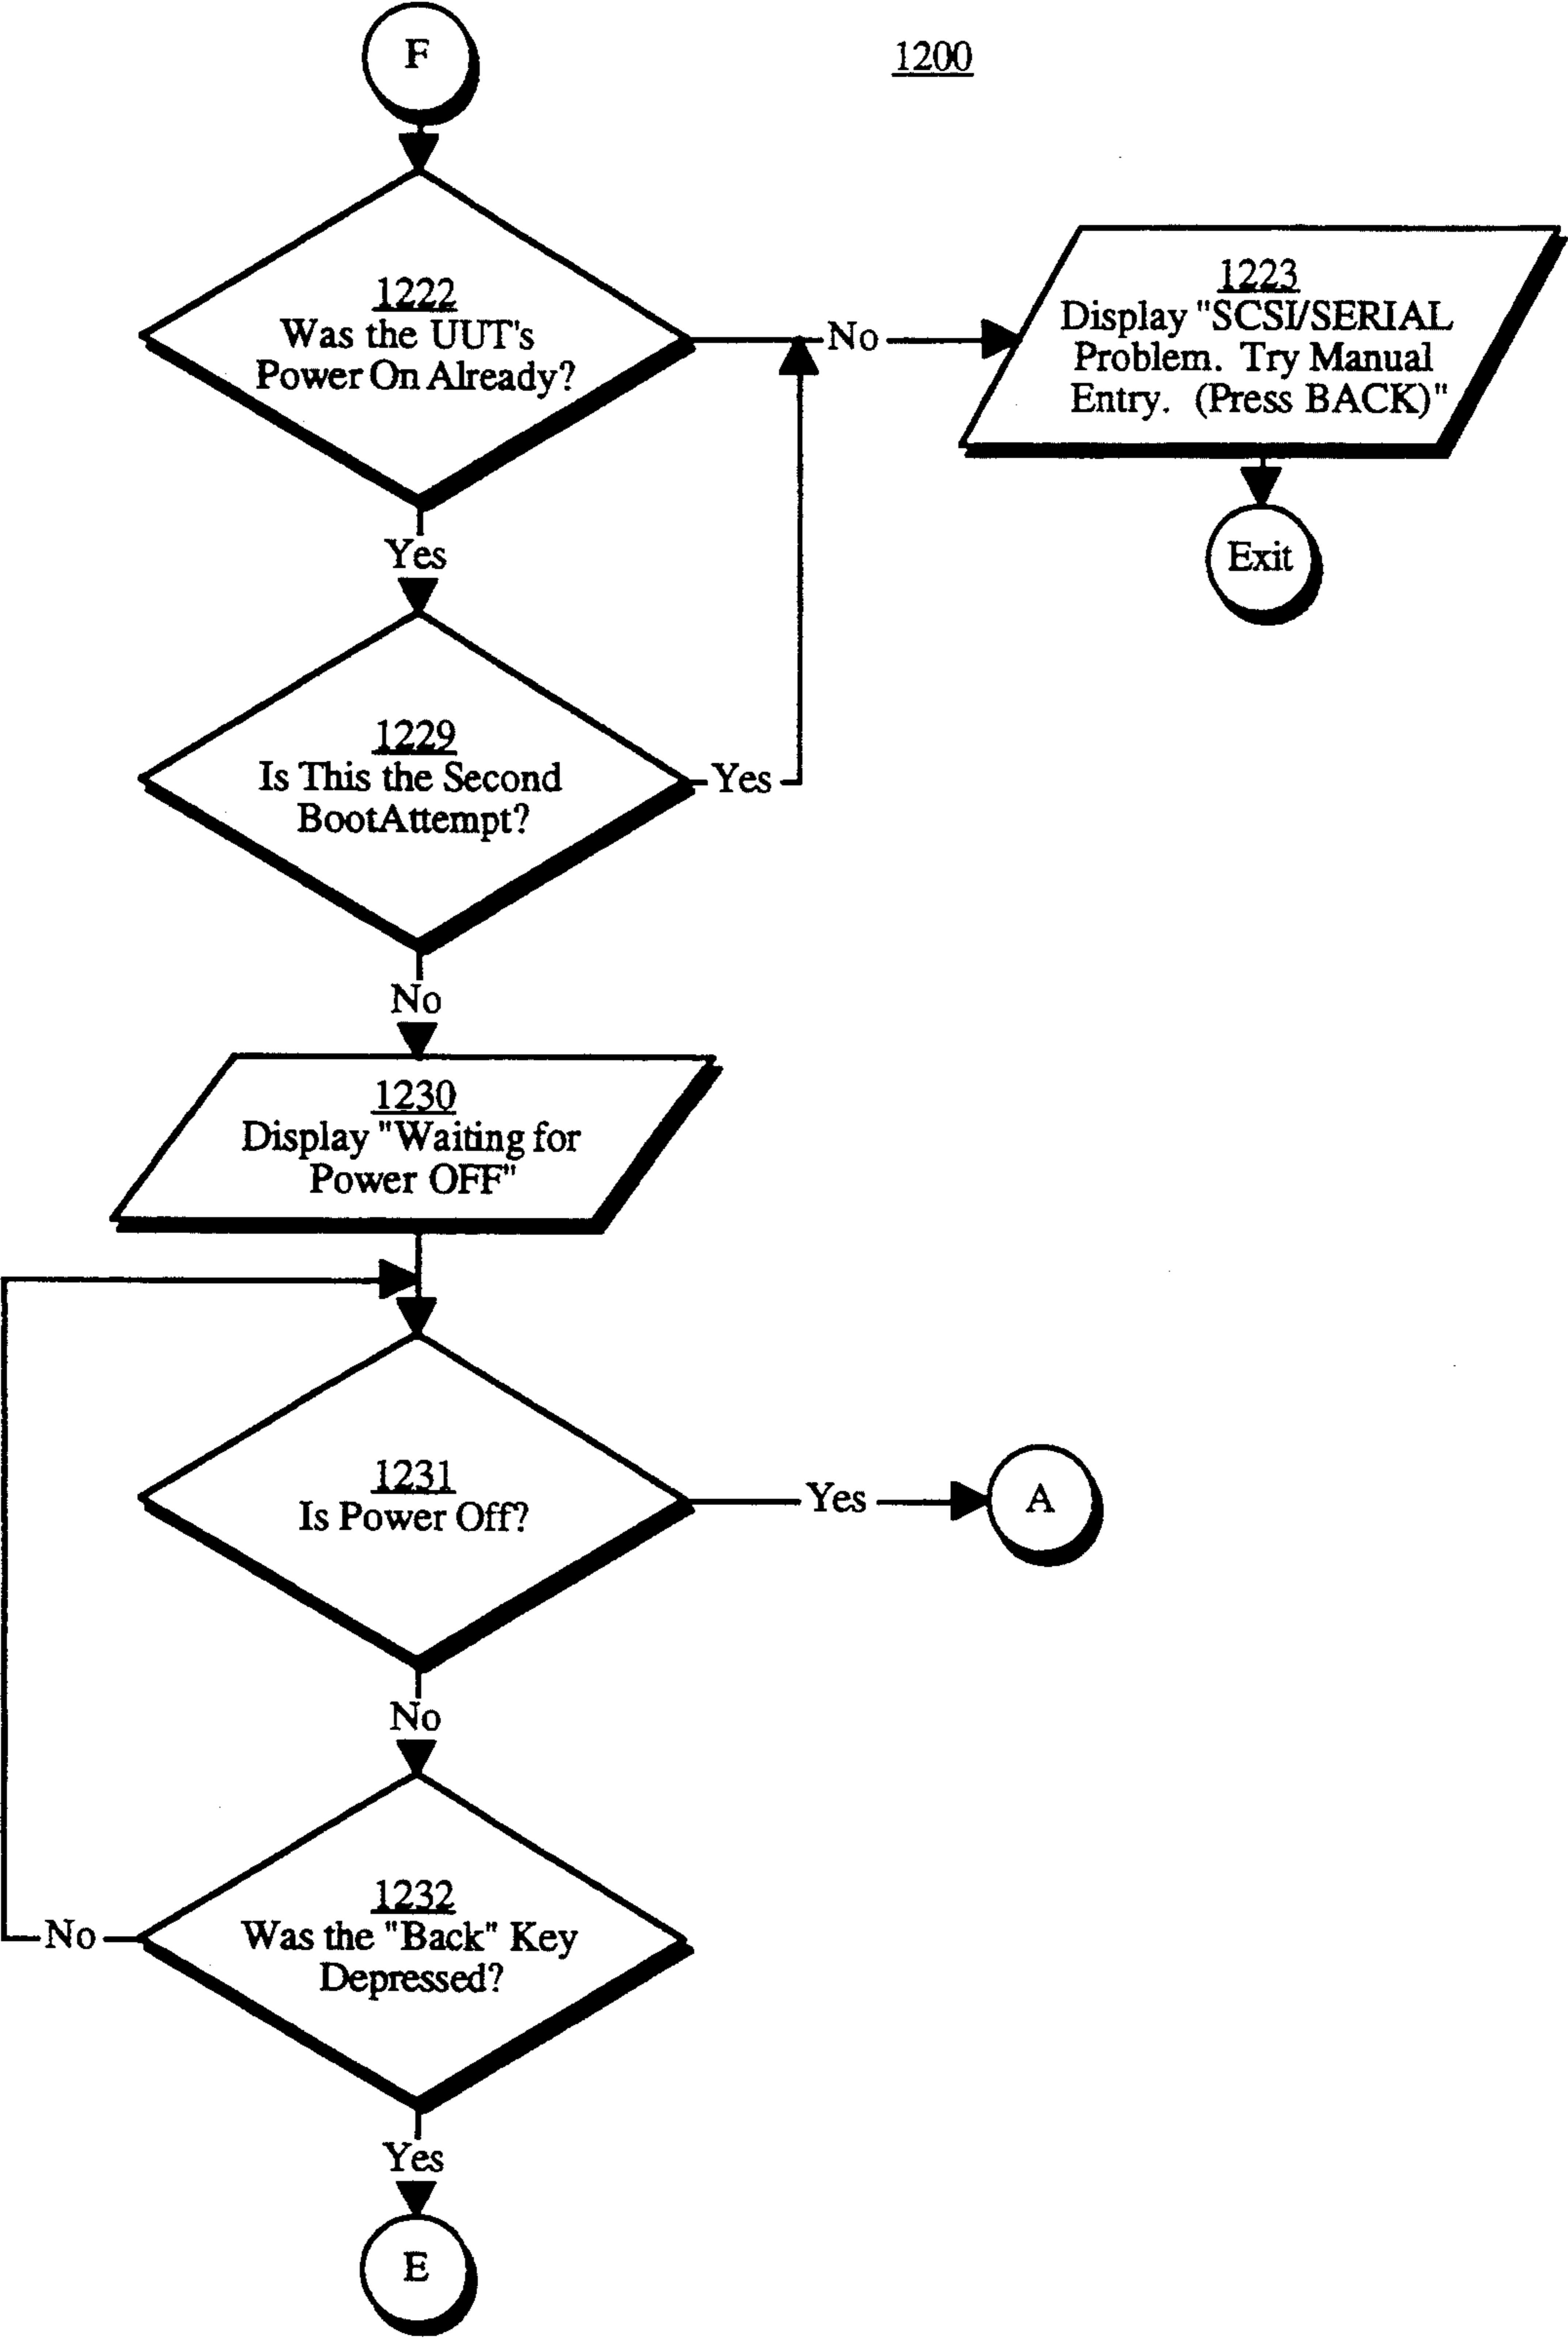 F
1200
1222
Was the UUT's
Power On Already?
No
1223
Display "SCSI/SERIAL
Problem. Try Manual
Entry. (Press BACK)"
Exit
Yes
1229
Is This the Second
BootAttempt?
Yes
No
1230
Display "Waiting for
Power OFF"
1231
Is Power Off?
Yes
A
No
1232
Was the "Back" Key
Depressed?
No
Yes
E